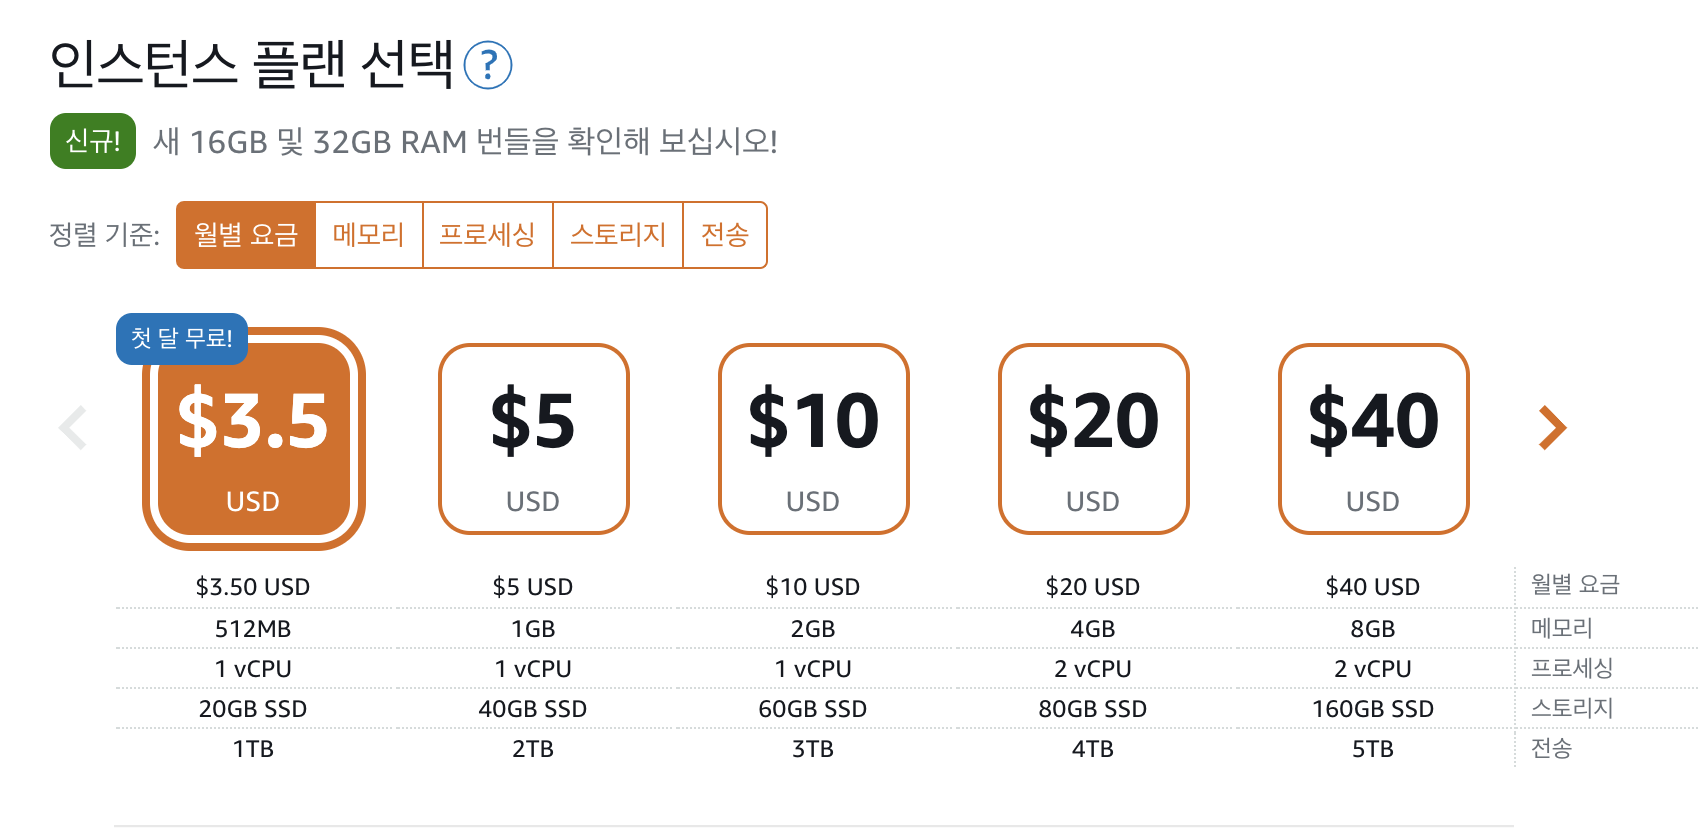 인스턴스 플랜 선택 ?
신규! 새 16GB 및 32GB RAM 번들을 확인해 보십시오!
정렬 기준: 월별 요금 메모리 프로세싱 스토리지 전송
첫 달 무료!
$3.5 $5 $10 $20 $40
USD USD USD USD USD
$3.50 USD $5 USD $10 USD $20 USD $40 USD 월별 요금
512MB 1GB 2GB 4GB 8GB 메모리
1 vCPU 1 vCPU 1 vCPU 2 vCPU 2 vCPU 프로세싱
20GB SSD 40GB SSD 60GB SSD 80GB SSD 160GB SSD 스토리지
1TB 2TB 3TB 4TB 5TB 전송